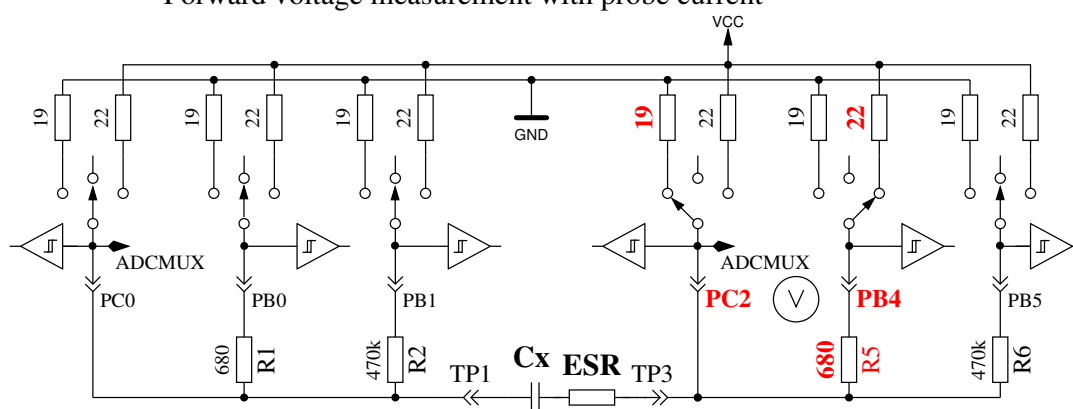 Forward voltage measurement with probe current
VCC
19 22 19 22 19 22 19 22 19 22 19 22
GND
ADCMUX ADCMUX
PC0 PB0 PB1 PC2 V PB4 PB5
680 R1 470k R2 680 R5 470k R6
TP1 Cx ESR TP3